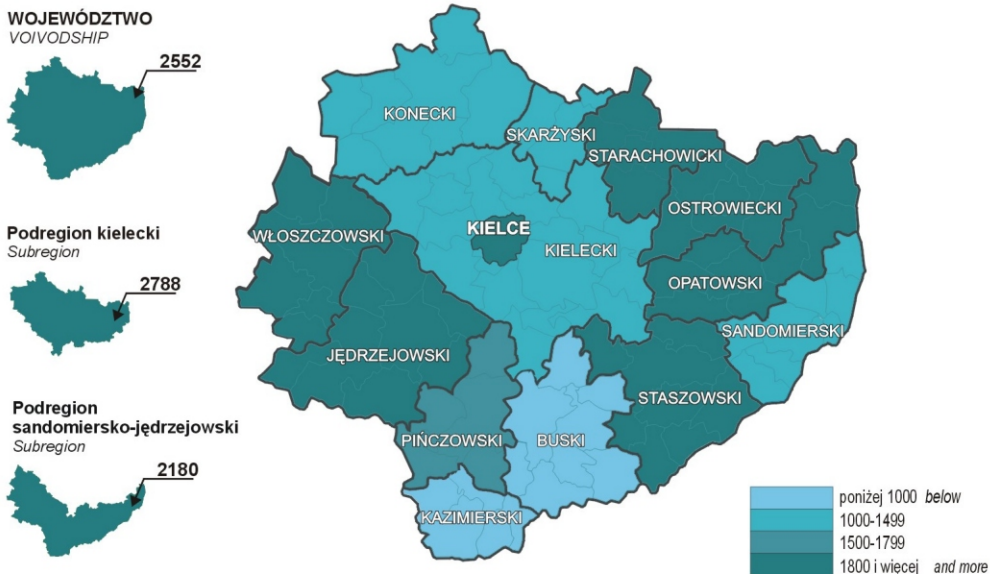 WOJEWÓDZTWO
VOIVODSHIP
2552
Podregion kielecki
Subregion
2788
Podregion
sandomiersko-jędrzejowski
Subregion
2180
KONECKI
SKARŻYSKI
STARACHOWICKI
OSTROWIECKI
KIELCE
WŁOSZCZOWSKI
KIELECKI
OPATOWSKI
SANDOMIERSKI
JĘDRZEJOWSKI
STASZOWSKI
PIŃCZOWSKI
BUSKI
KAZIMIERSKI
poniżej 1000 below
1000-1499
1500-1799
1800 i więcej and more